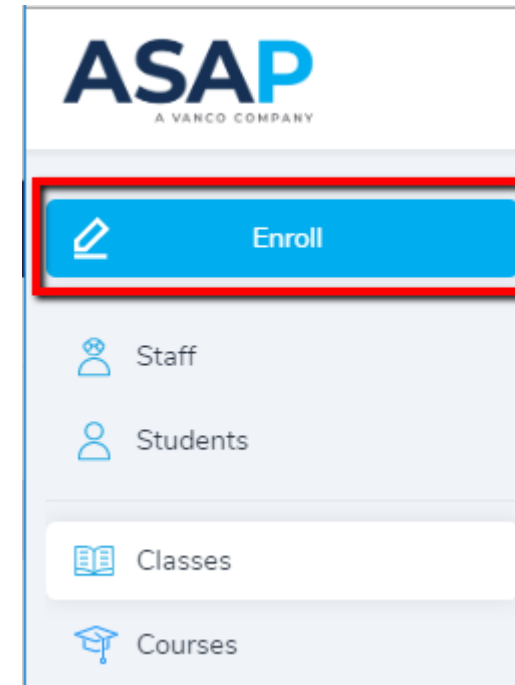 ASAP
A VANCO COMPANY
Enroll
Staff
Students
Classes
Courses